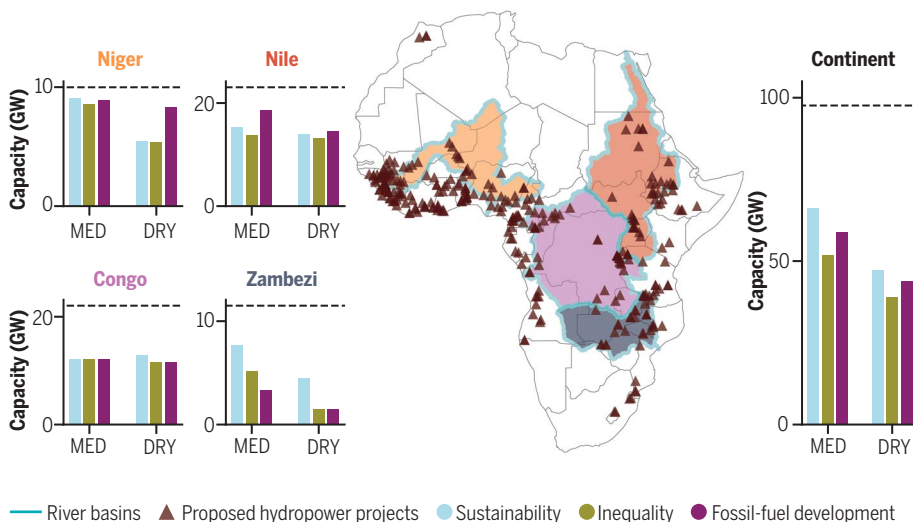 Niger
Nile
Continent
Capacity (GW)
10
0
MED
DRY
20
0
MED
DRY
Congo
Zambezi
Capacity (GW)
20
0
MED
DRY
10
0
MED
DRY
Capacity (GW)
100
50
0
MED
DRY
River basins
Proposed hydropower projects
Sustainability
Inequality
Fossil-fuel development